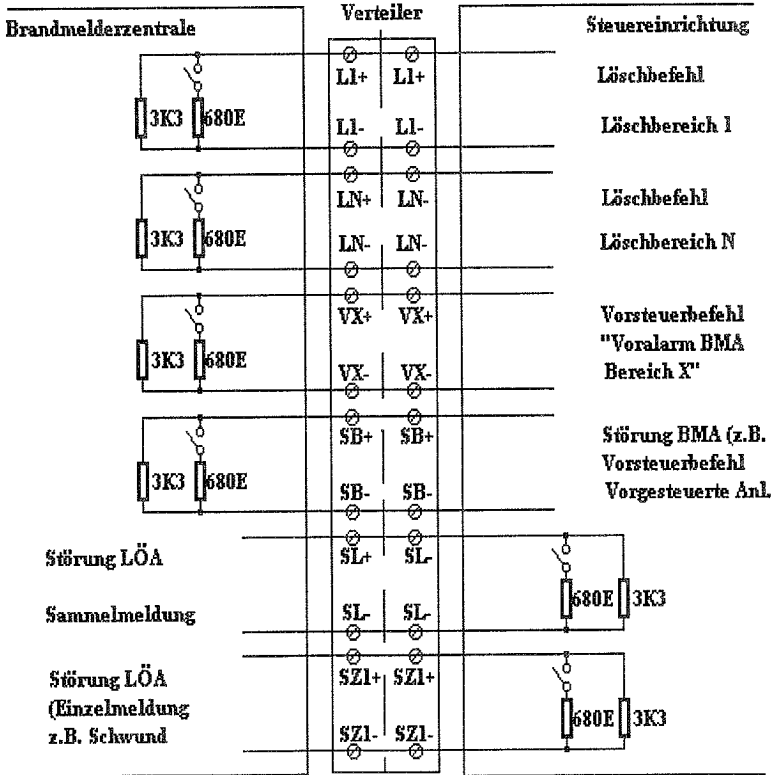 Verteiler
Brandmelderzentrale
Steuereinrichtung
L1+ L1+
Löschbefehl
3K3 680E
L1- L1-
Löschbereich 1
LN+ LN-
Löschbefehl
3K3 680E
LN- LN-
Löschbereich N
VX+ VX+
Vorsteuerbefehl
"Voralarm BMA
3K3 680E
VX- VX-
Bereich X"
SB+ SB+
Störung BMA (z.B.
Vorsteuerbefehl
3K3 680E
SB- SB-
Vorgesteuerte Anl.
Störung LÖA
SL+ SL-
680E 3K3
Sammelmeldung
SL- SL-
Störung LÖA
SZ1+ SZ1+
(Einzelmeldung
680E 3K3
z.B. Schwund
SZ1- SZ1-